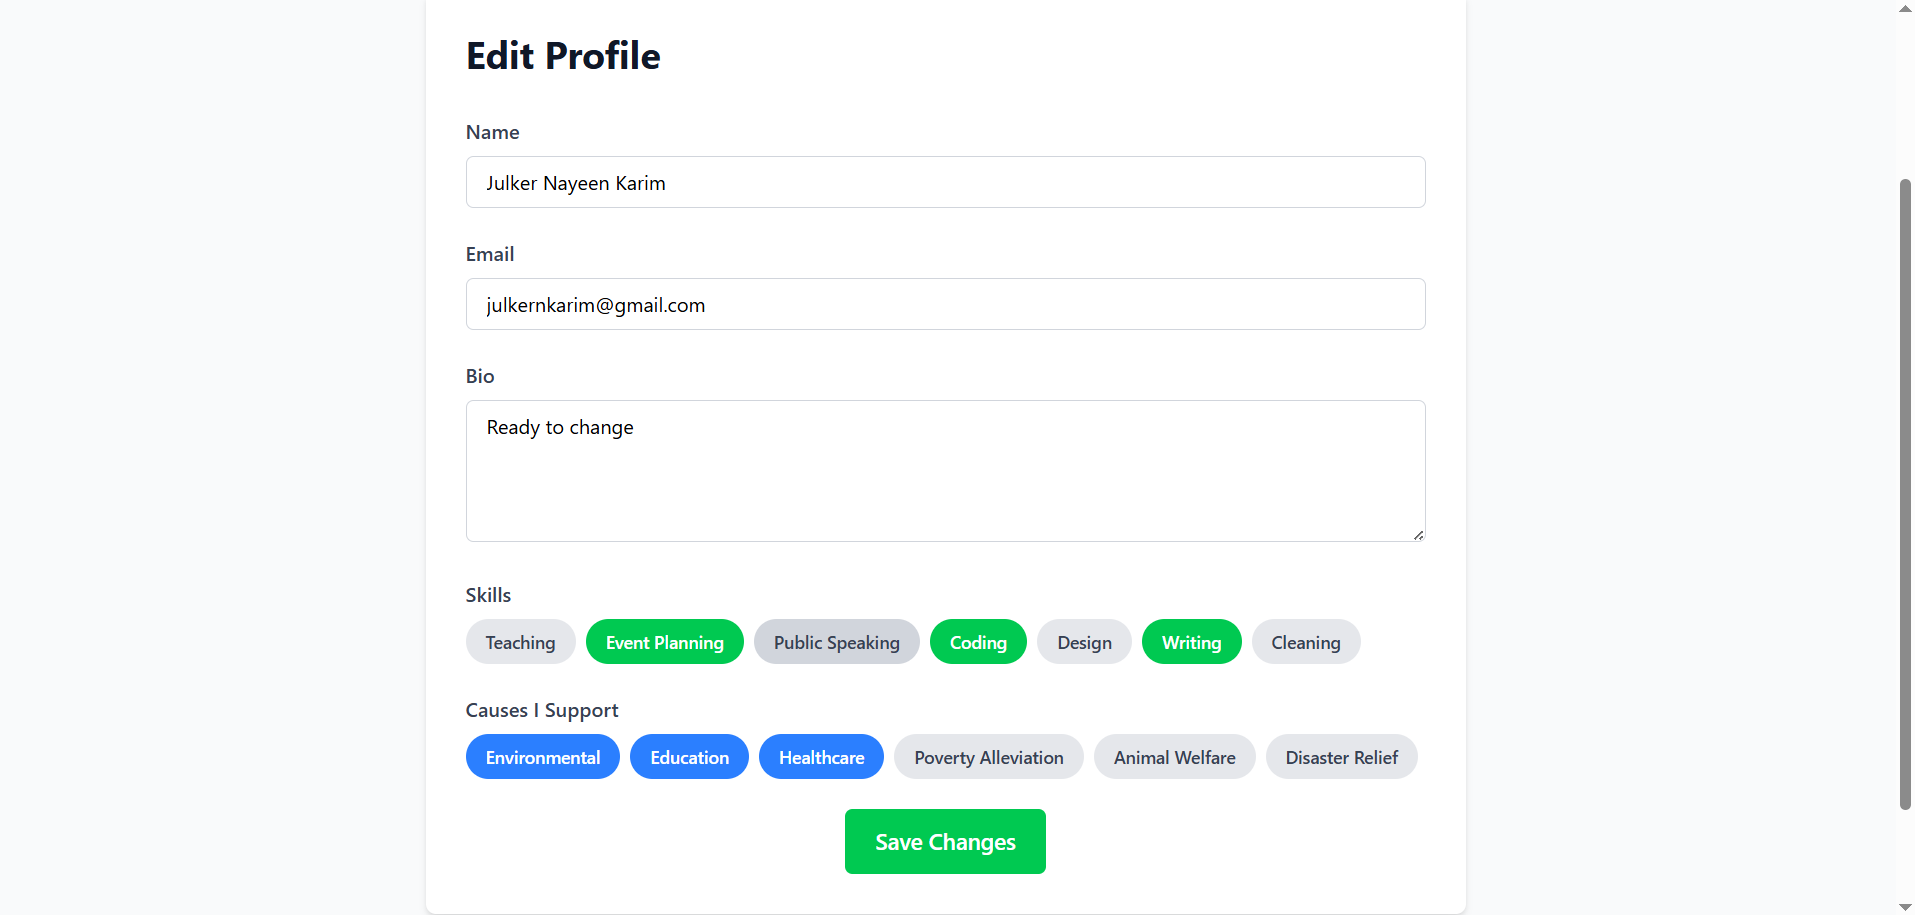 Edit Profile
Name
Julker Nayeen Karim
Email
julkernkarim@gmail.com
Bio
Ready to change
Skills
Teaching Event Planning Public Speaking Coding Design Writing Cleaning
Causes I Support
Environmental Education Healthcare Poverty Alleviation Animal Welfare Disaster Relief
Save Changes